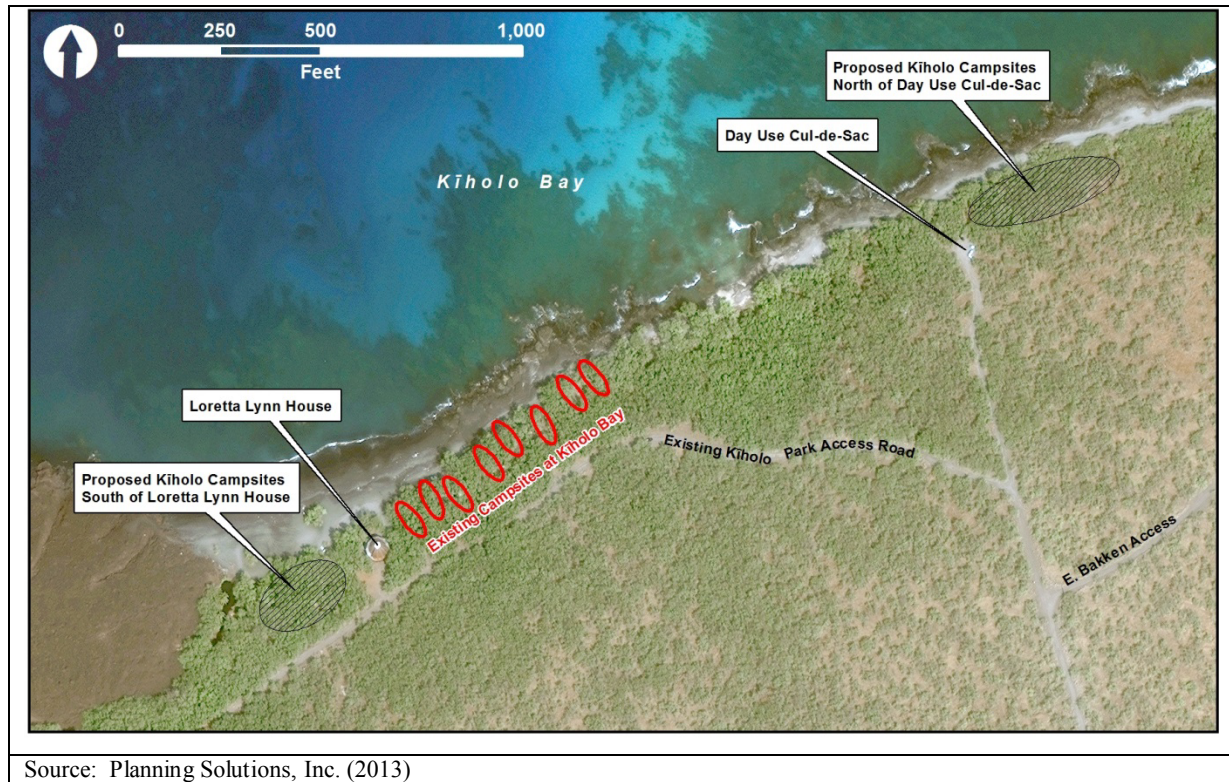 0 250 500 1,000
Feet
Proposed Kīholo Campsites
North of Day Use Cul-de-Sac
Day Use Cul-de-Sac
Kīholo Bay
Loretta Lynn House
Existing Campsites at Kīholo Bay
Existing Kīholo Park Access Road
Proposed Kīholo Campsites
South of Loretta Lynn House
E. Bakken Access
Source: Planning Solutions, Inc. (2013)